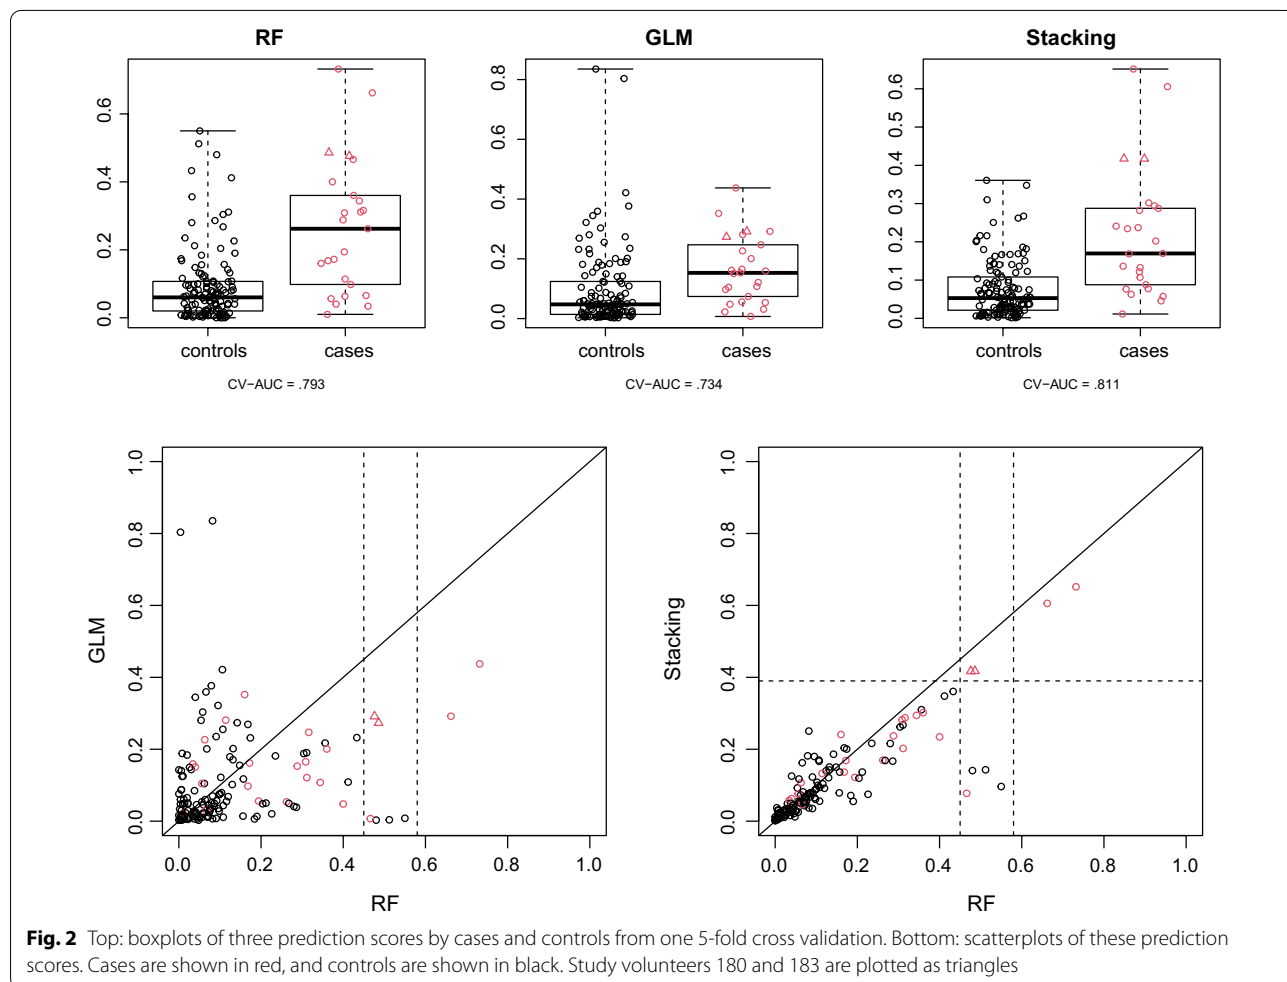 RF
GLM
Stacking
0.0 0.2 0.4 0.6
0.0 0.2 0.4 0.6 0.8
0.0 0.1 0.2 0.3 0.4 0.5 0.6
controls cases
controls cases
controls cases
CV−AUC = .793
CV−AUC = .734
CV−AUC = .811
GLM
0.0 0.2 0.4 0.6 0.8 1.0
0.0 0.2 0.4 0.6 0.8 1.0
RF
Stacking
0.0 0.2 0.4 0.6 0.8 1.0
0.0 0.2 0.4 0.6 0.8 1.0
RF
Fig. 2 Top: boxplots of three prediction scores by cases and controls from one 5-fold cross validation. Bottom: scatterplots of these prediction
scores. Cases are shown in red, and controls are shown in black. Study volunteers 180 and 183 are plotted as triangles